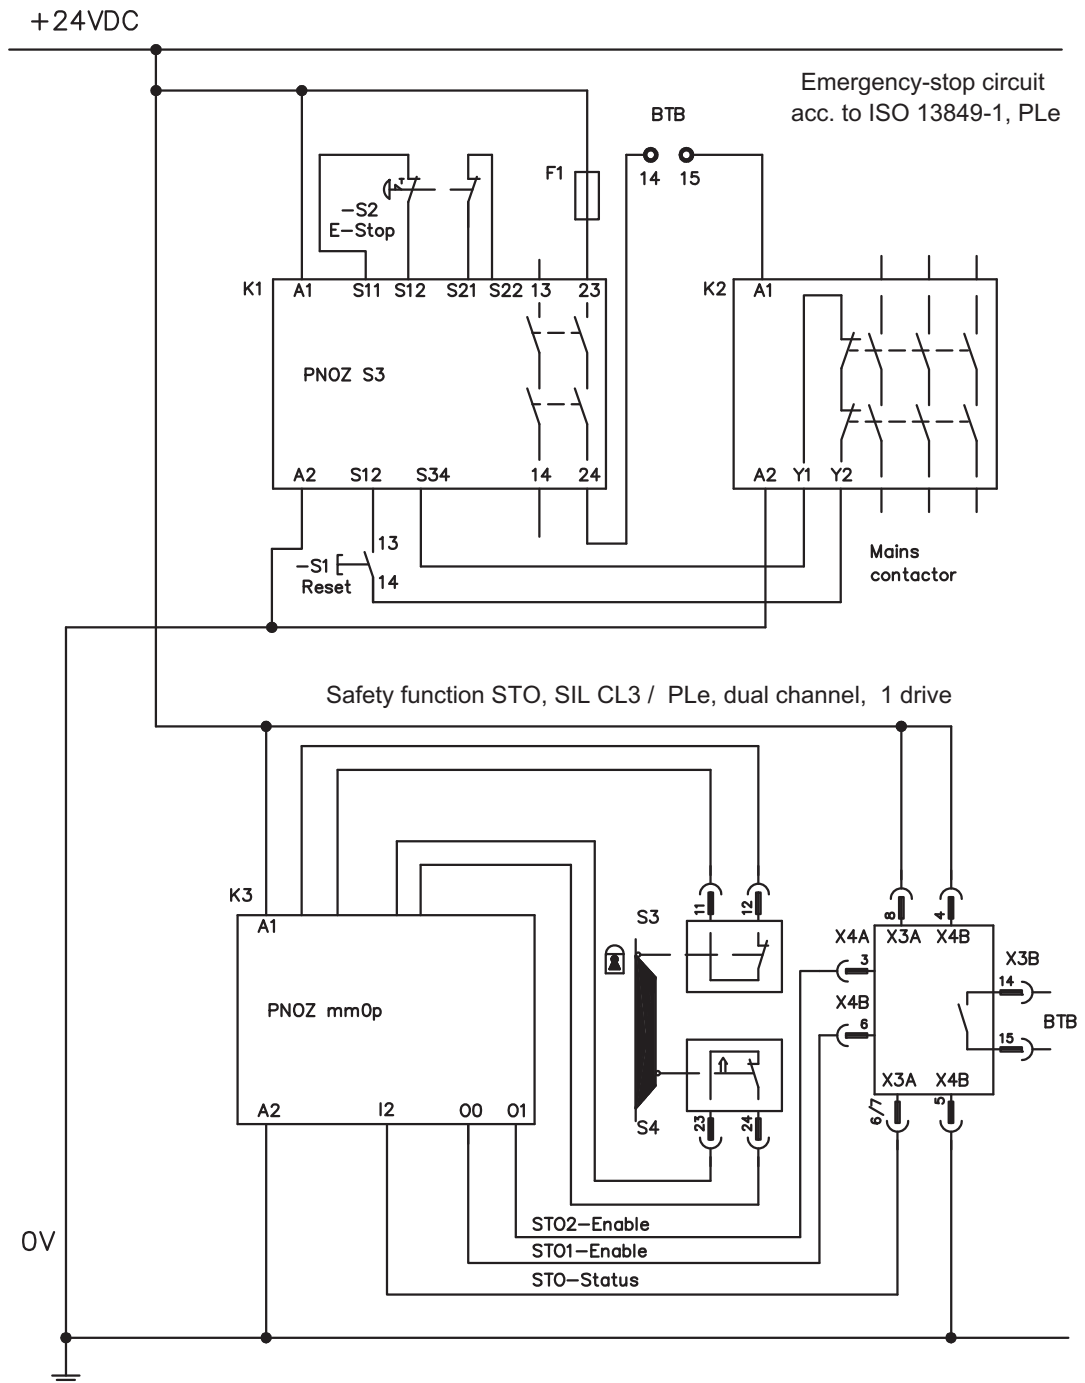 +24VDC
Emergency-stop circuit
acc. to ISO 13849-1, PLe
BTB
14 15
F1
-S2
E-Stop
K1
A1 S11 S12 S21 S22 13 23
PNOZ S3
A2 S12 S34 14 24
K2
A1
A2 Y1 Y2
Mains
contactor
13
-S1
14
Reset
Safety function STO, SIL CL3 / PLe, dual channel, 1 drive
K3
A1
PNOZ mm0p
A2 I2 O0 O1
S3
11 12
S4
23 24
8 4
X4A X3A X4B
3
X4B
6
X3B
14
BTB
15
X3A X4B
6/7 5
STO2-Enable
STO1-Enable
STO-Status
0V